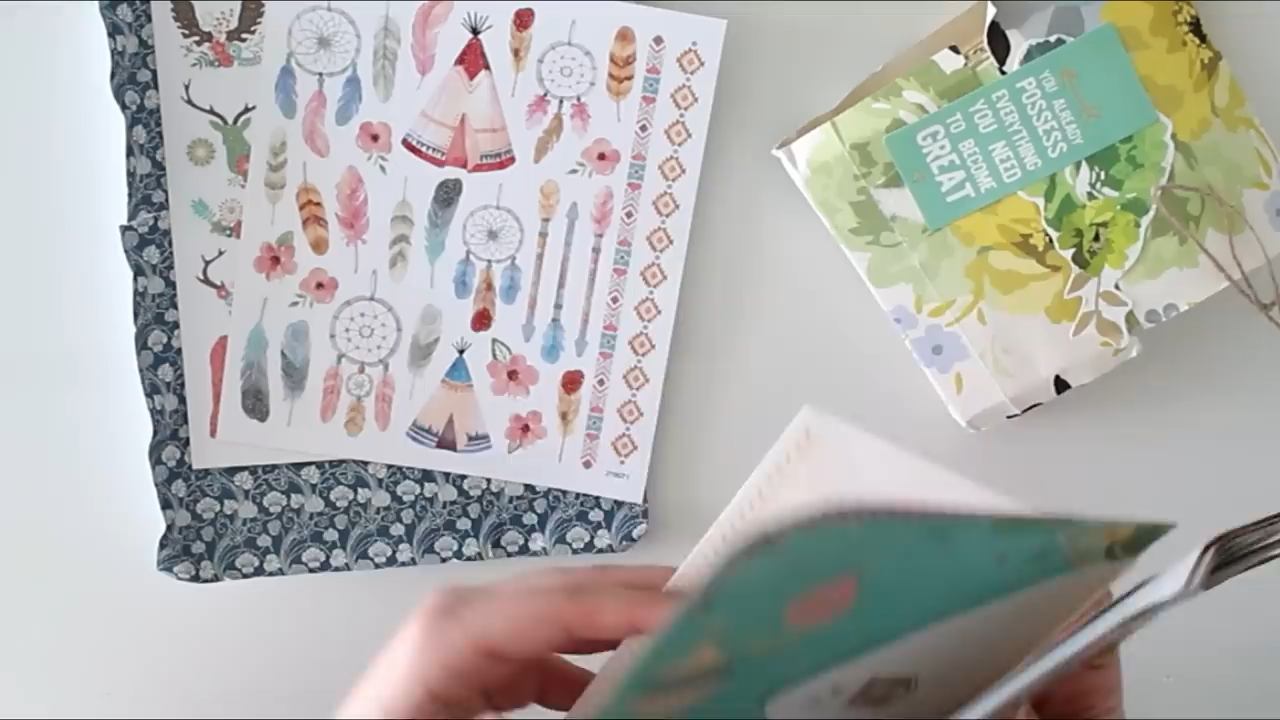 YOU ALREADY
POSSESS
EVERYTHING
YOU NEED
TO BECOME
GREAT